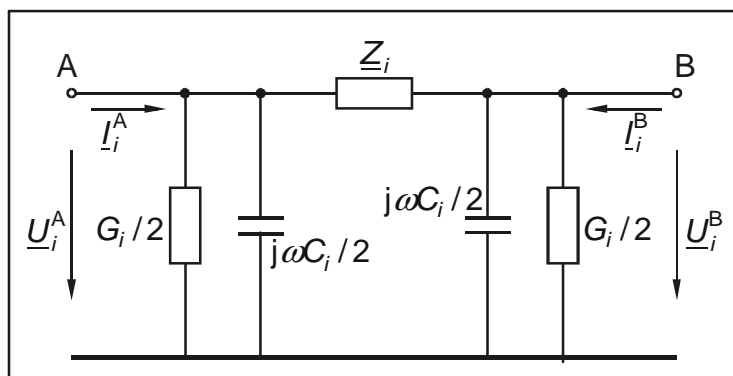 A Z_i B
I_i^A I_i^B
U_i^A G_i/2 jωC_i/2 jωC_i/2 G_i/2 U_i^B